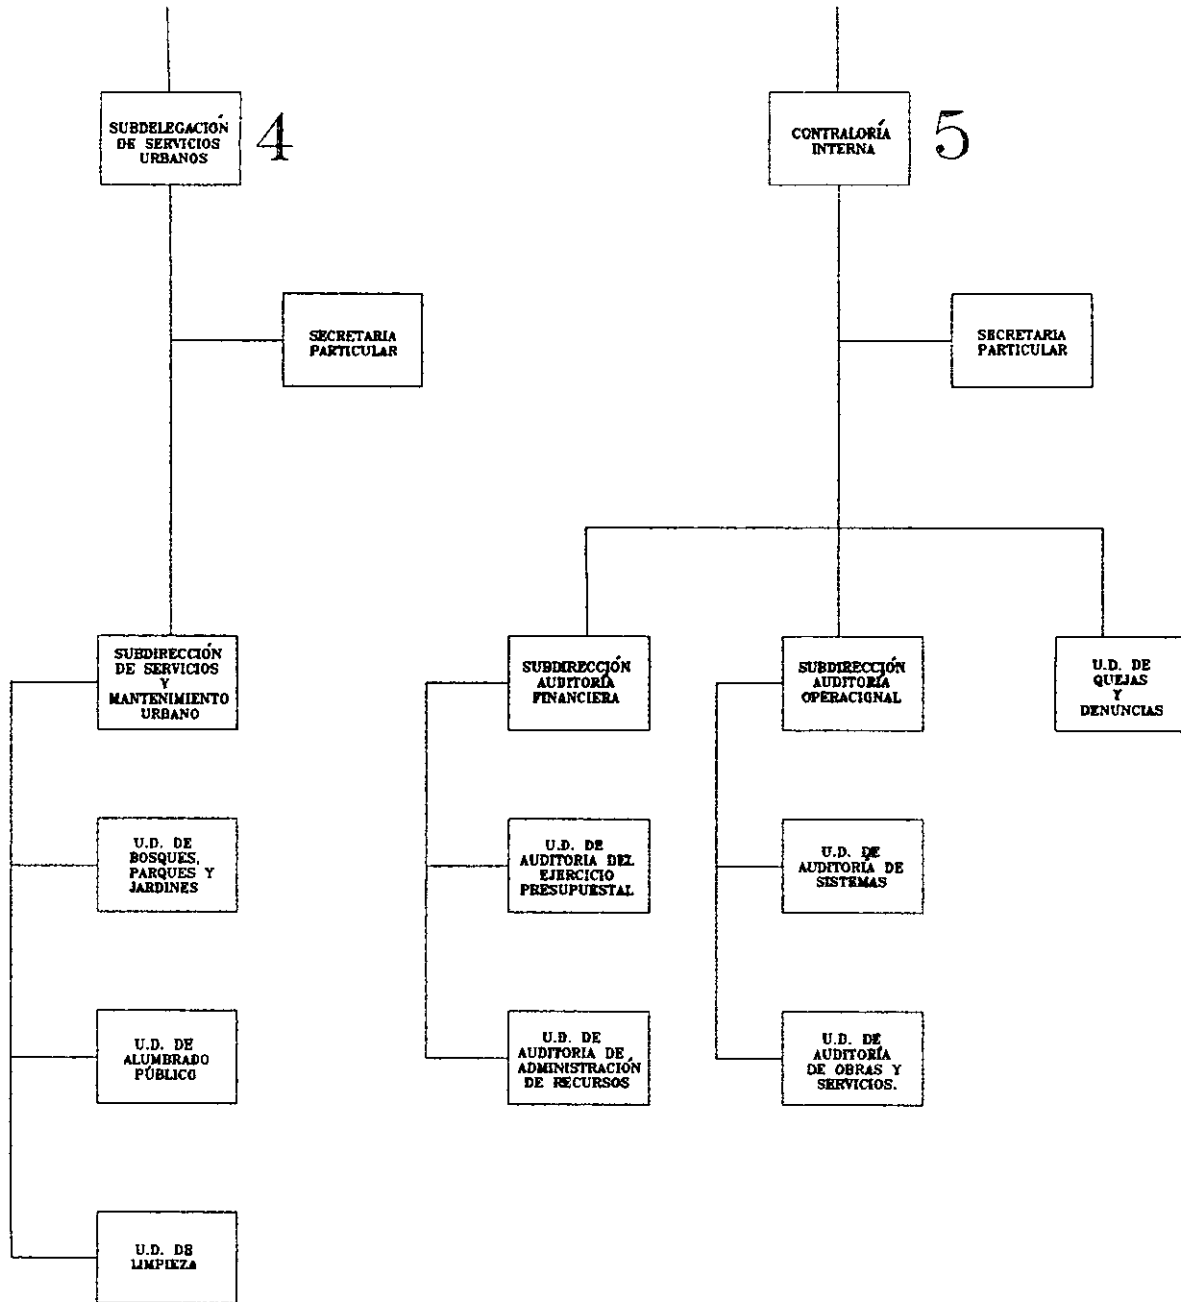 SUBDELEGACIÓN
DE SERVICIOS
URBANOS
4
SECRETARIA
PARTICULAR
SUBDIRECCIÓN
DE SERVICIOS
Y
MANTENIMIENTO
URBANO
U.D. DE
BOSQUES,
PARQUES Y
JARDINES
U.D. DE
ALUMBRADO
PÚBLICO
U.D. DE
LIMPIEZA
CONTRALORÍA
INTERNA
5
SECRETARIA
PARTICULAR
SUBDIRECCIÓN
AUDITORÍA
FINANCIERA
U.D. DE
AUDITORIA DEL
EJERCICIO
PRESUPUESTAL
U.D. DE
AUDITORIA DE
ADMINISTRACIÓN
DE RECURSOS
SUBDIRECCIÓN
AUDITORÍA
OPERACIONAL
U.D. DE
AUDITORÍA DE
SISTEMAS
U.D. DE
AUDITORÍA
DE OBRAS Y
SERVICIOS.
U.D. DE
QUEJAS
Y
DENUNCIAS